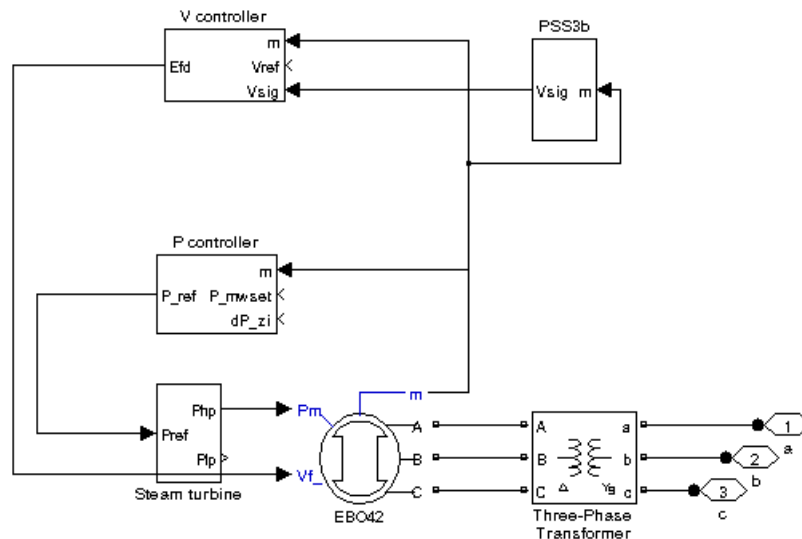 V controller
m
Efd
Vref
Vsig
PSS3b
Vsig m
P controller
m
P_ref
P_mwset
dP_zi
Php
Pref
Plp
Steam turbine
m
Pm
Vf_
A
B
C
EBO42
A
B
C
a
b
c
Δ
Yg
Three-Phase
Transformer
1
a
2
b
3
c